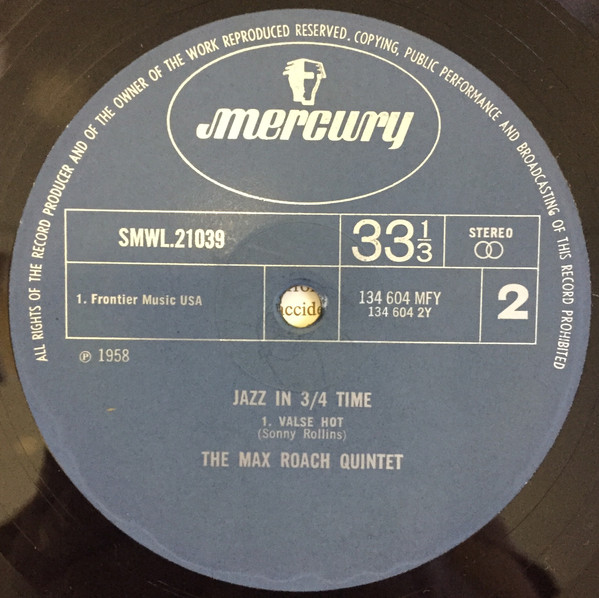 ALL RIGHTS OF THE RECORD PRODUCER AND OF THE OWNER OF THE WORK REPRODUCED RESERVED. COPYING, PUBLIC PERFORMANCE AND BROADCASTING OF THIS RECORD PROHIBITED
mercury
SMWL.21039
33 1/3
STEREO
1. Frontier Music USA
134 604 MFY
134 604 2Y
2
℗ 1958
JAZZ IN 3/4 TIME
1. VALSE HOT
(Sonny Rollins)
THE MAX ROACH QUINTET